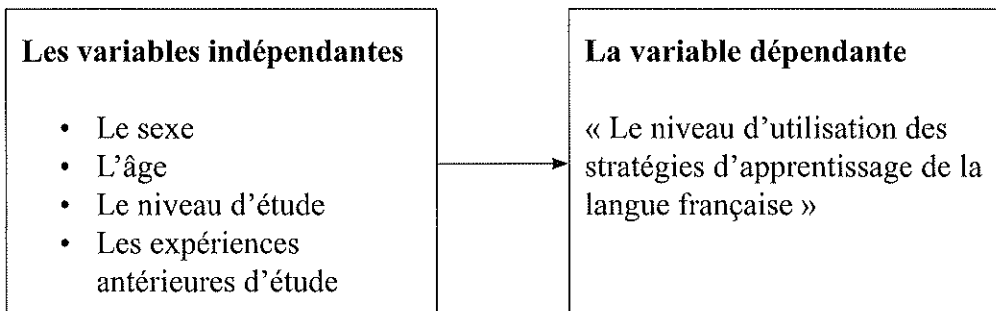 Les variables indépendantes
• Le sexe
• L’âge
• Le niveau d’étude
• Les expériences
antérieures d’étude
La variable dépendante
« Le niveau d’utilisation des
stratégies d’apprentissage de la
langue française »